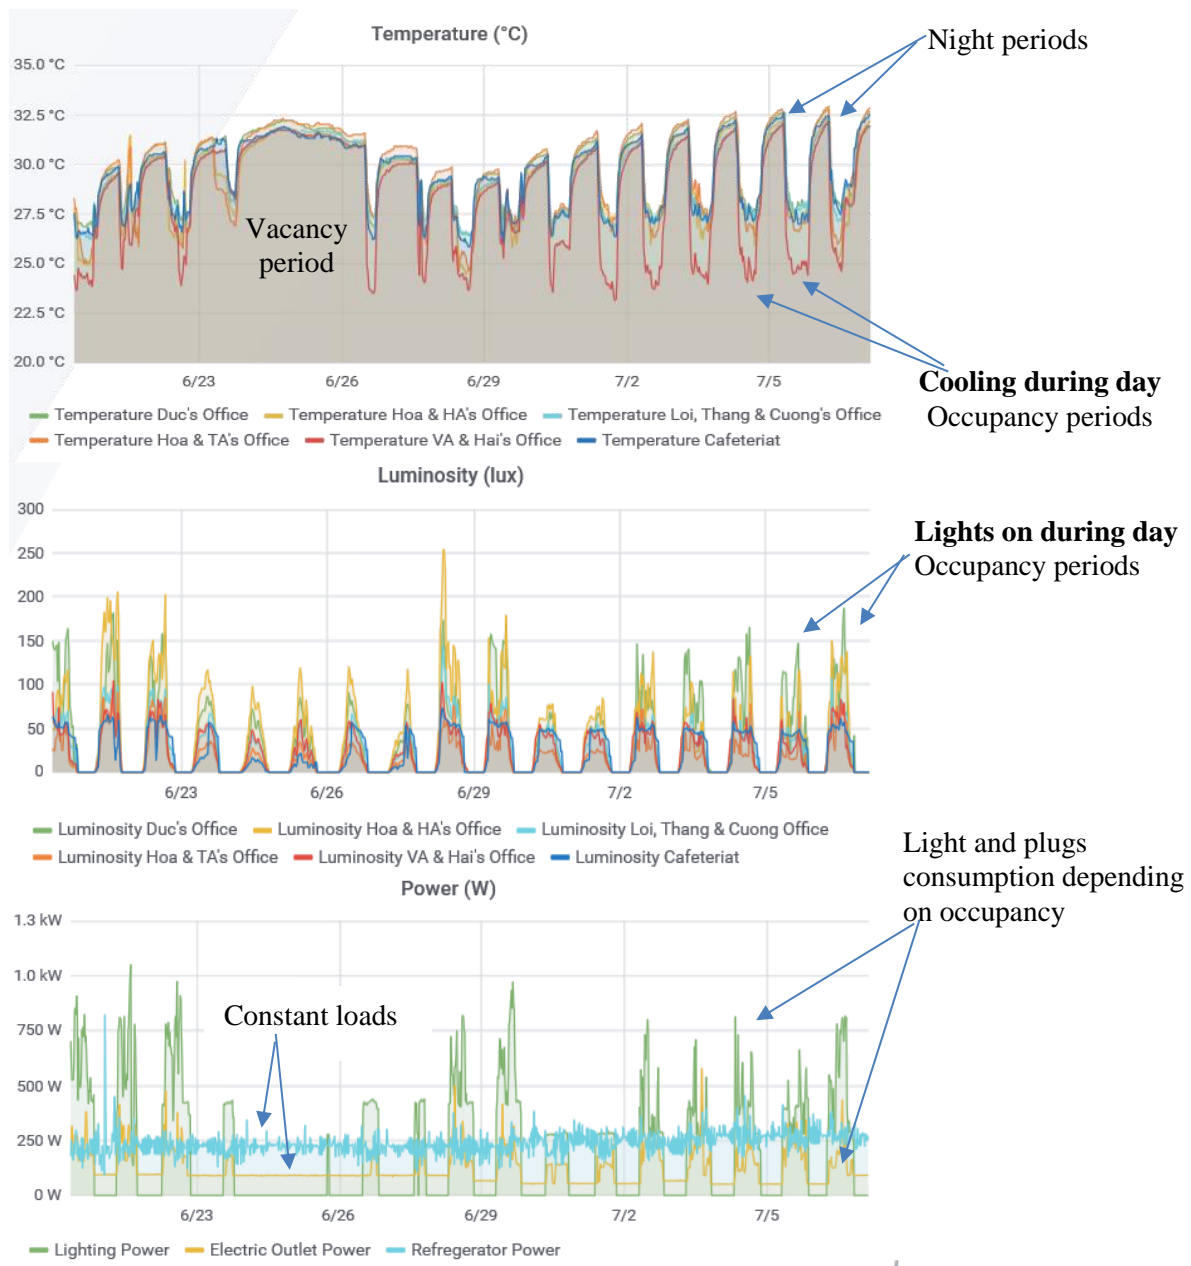 Temperature (°C)
Night periods
35.0 °C
32.5 °C
30.0 °C
27.5 °C
25.0 °C
22.5 °C
20.0 °C
Vacancy
period
6/23 6/26 6/29 7/2 7/5
Cooling during day
Occupancy periods
Temperature Duc's Office Temperature Hoa & HA's Office Temperature Loi, Thang & Cuong's Office
Temperature Hoa & TA's Office Temperature VA & Hai's Office Temperature Cafeteriat
Luminosity (lux)
300
250
200
150
100
50
0
Lights on during day
Occupancy periods
6/23 6/26 6/29 7/2 7/5
Luminosity Duc's Office Luminosity Hoa & HA's Office Luminosity Loi, Thang & Cuong Office
Luminosity Hoa & TA's Office Luminosity VA & Hai's Office Luminosity Cafeteriat
Light and plugs
consumption depending
on occupancy
Power (W)
1.3 kW
1.0 kW
750 W
500 W
250 W
0 W
Constant loads
6/23 6/26 6/29 7/2 7/5
Lighting Power Electric Outlet Power Refregerator Power